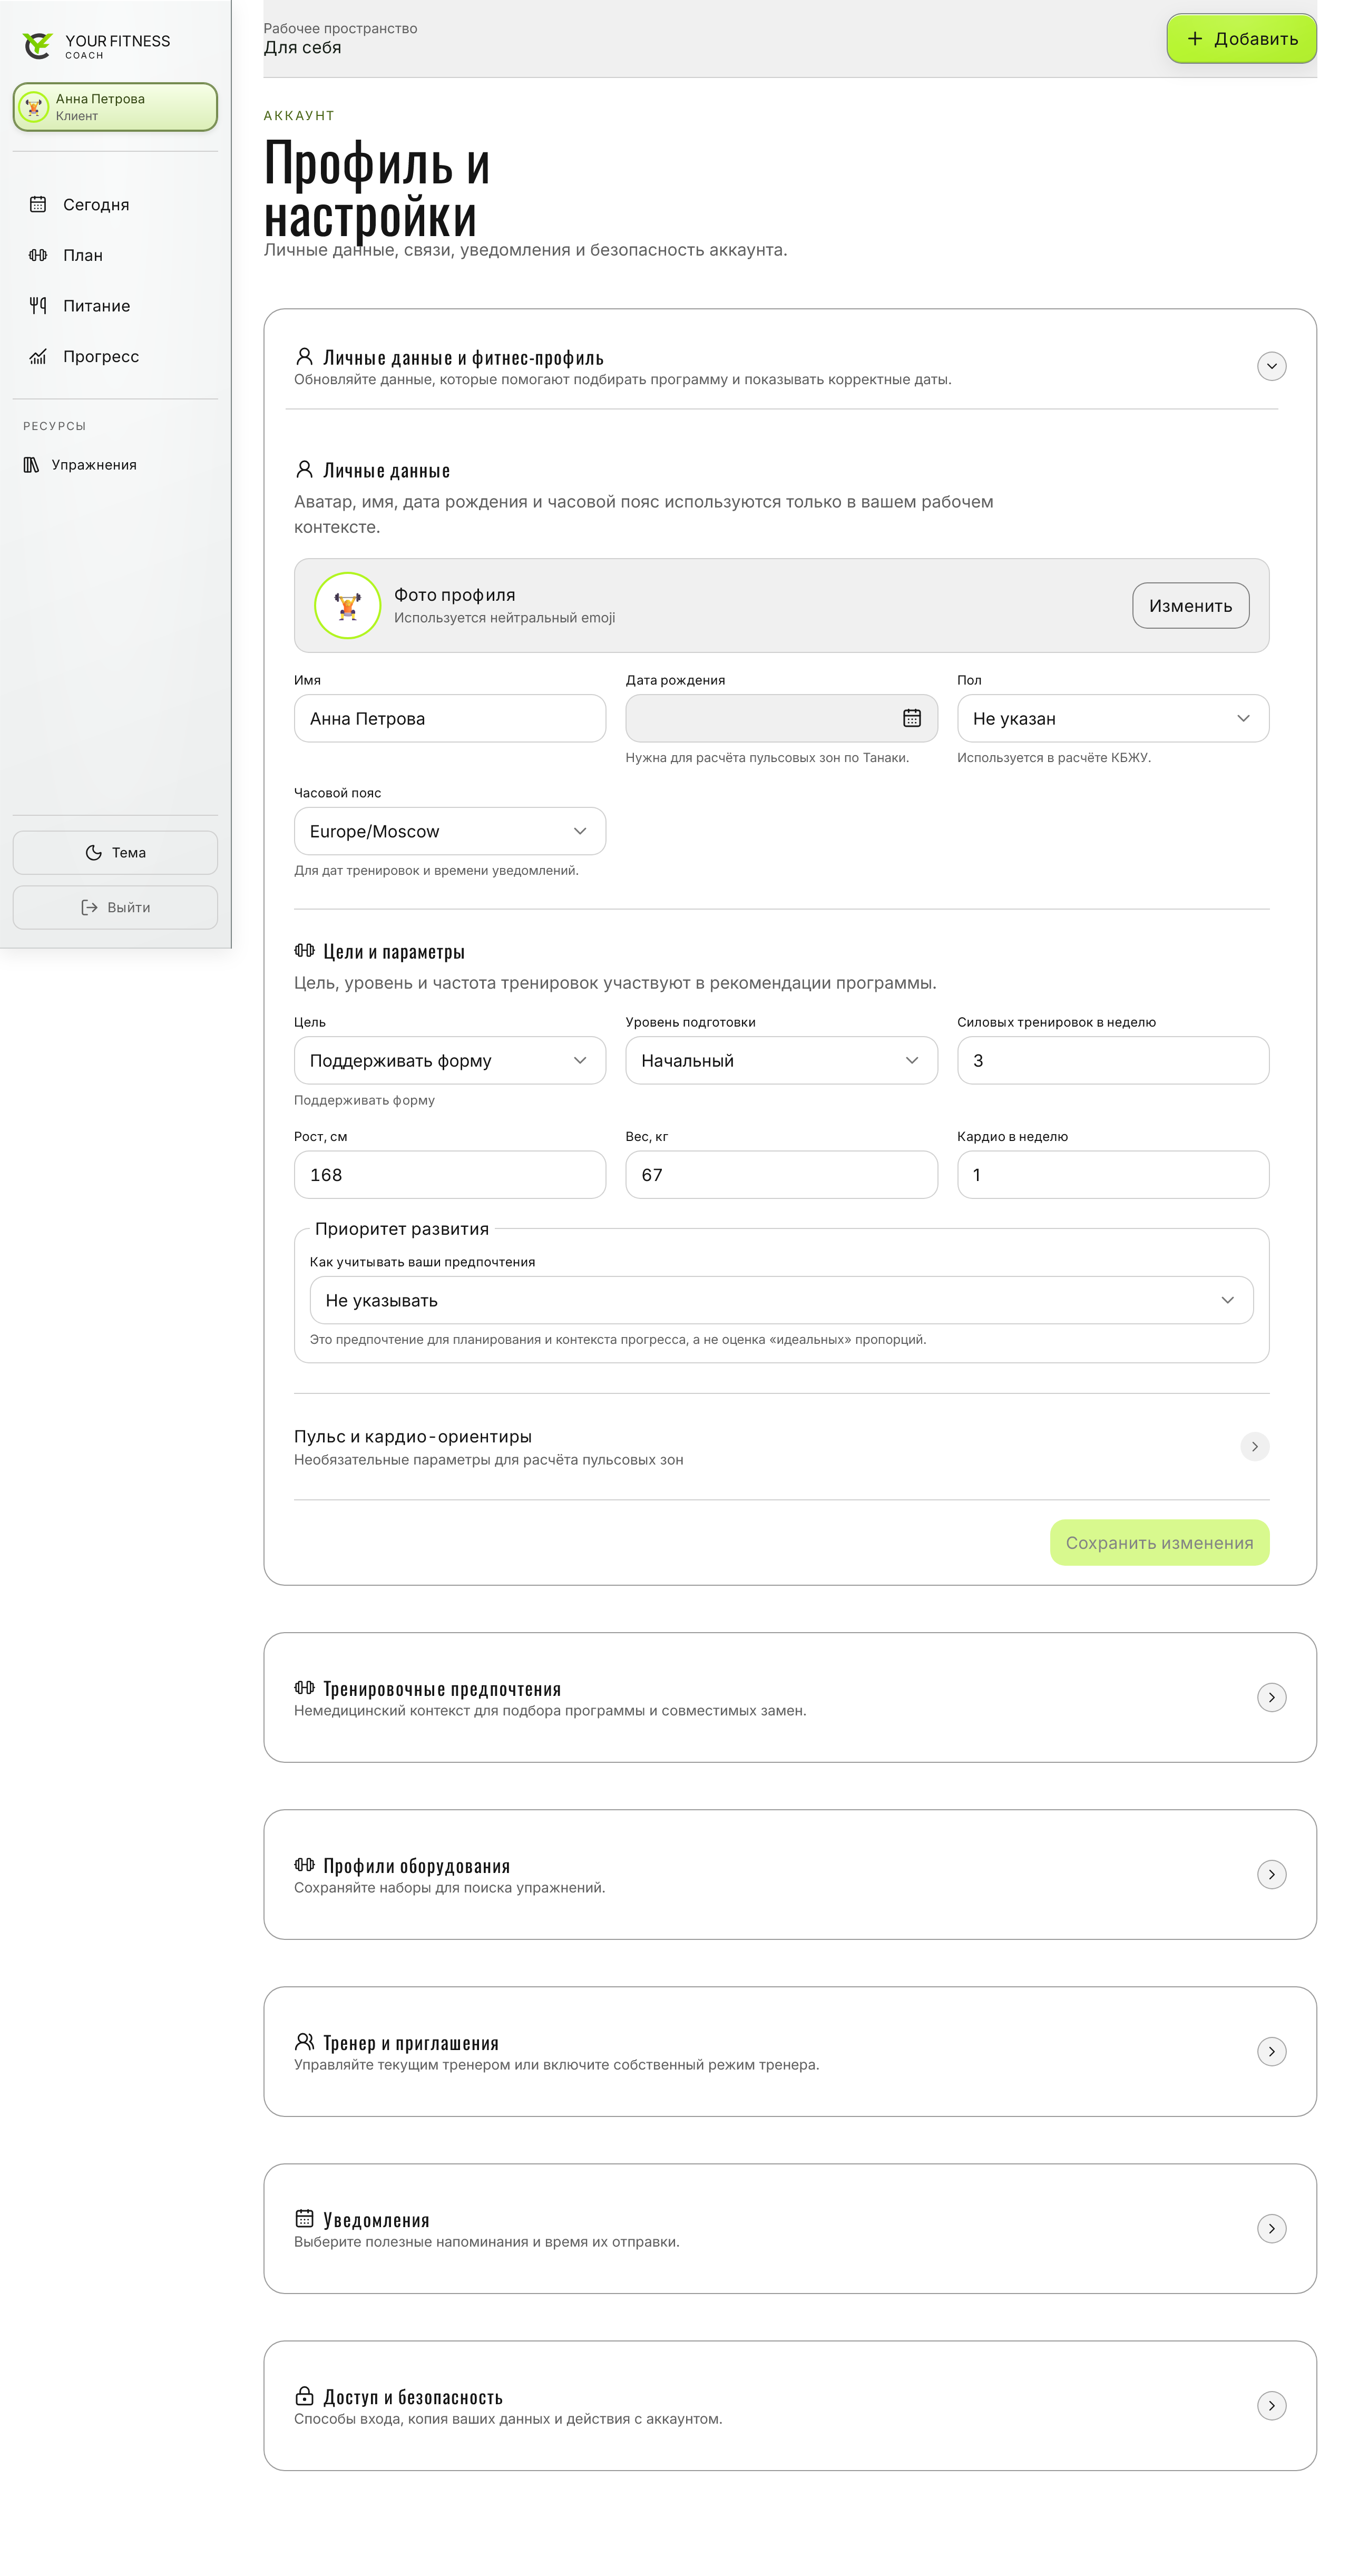 YOUR FITNESS
COACH
Анна Петрова
Клиент
Сегодня
План
Питание
Прогресс
РЕСУРСЫ
Упражнения
Тема
Выйти
Рабочее пространство
Для себя
Добавить
АККАУНТ
Профиль и
настройки
Личные данные, связи, уведомления и безопасность аккаунта.
Личные данные и фитнес-профиль
Обновляйте данные, которые помогают подбирать программу и показывать корректные даты.
Личные данные
Аватар, имя, дата рождения и часовой пояс используются только в вашем рабочем
контексте.
Фото профиля
Используется нейтральный emoji
Изменить
Имя
Дата рождения
Пол
Анна Петрова
Не указан
Нужна для расчёта пульсовых зон по Танаки.
Используется в расчёте КБЖУ.
Часовой пояс
Europe/Moscow
Для дат тренировок и времени уведомлений.
Цели и параметры
Цель, уровень и частота тренировок участвуют в рекомендации программы.
Цель
Уровень подготовки
Силовых тренировок в неделю
Поддерживать форму
Начальный
3
Поддерживать форму
Рост, см
Вес, кг
Кардио в неделю
168
67
1
Приоритет развития
Как учитывать ваши предпочтения
Не указывать
Это предпочтение для планирования и контекста прогресса, а не оценка «идеальных» пропорций.
Пульс и кардио-ориентиры
Необязательные параметры для расчёта пульсовых зон
Сохранить изменения
Тренировочные предпочтения
Немедицинский контекст для подбора программы и совместимых замен.
Профили оборудования
Сохраняйте наборы для поиска упражнений.
Тренер и приглашения
Управляйте текущим тренером или включите собственный режим тренера.
Уведомления
Выберите полезные напоминания и время их отправки.
Доступ и безопасность
Способы входа, копия ваших данных и действия с аккаунтом.